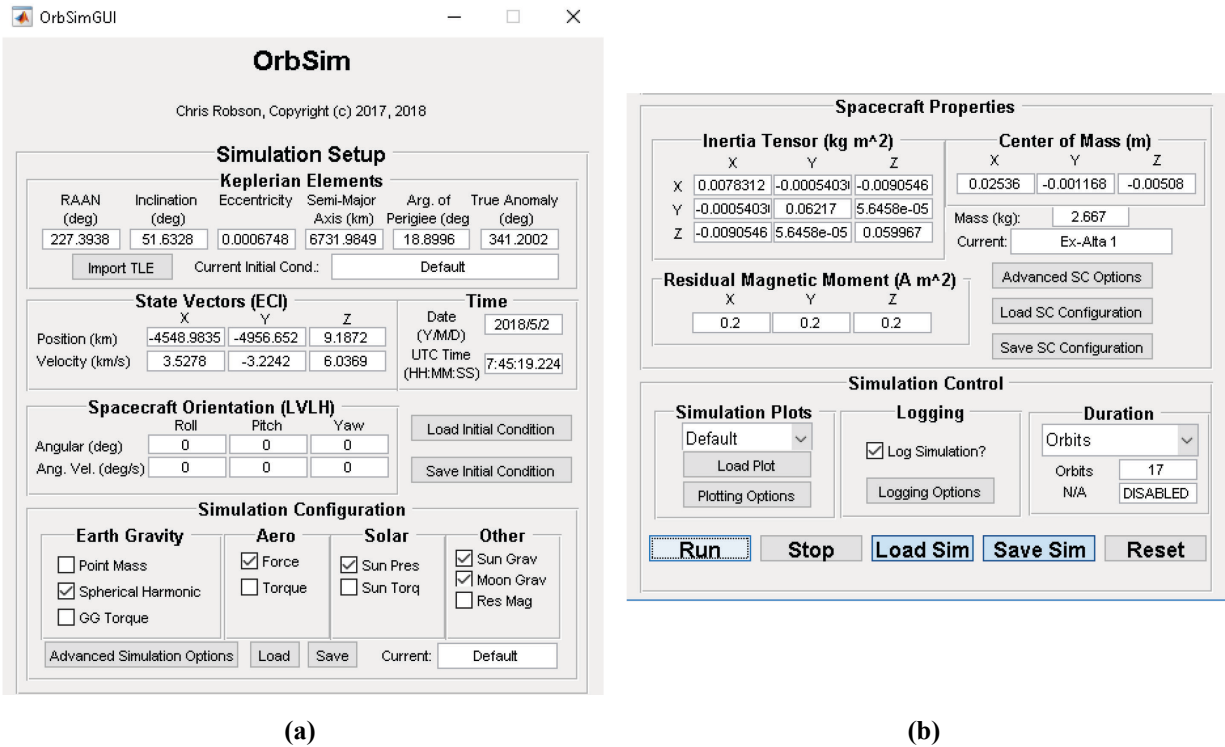 OrbSimGUI
OrbSim
Chris Robson, Copyright (c) 2017, 2018
Simulation Setup
Keplerian Elements
RAAN (deg) Inclination (deg) Eccentricity Semi-Major Axis (km) Arg. of Perigiee (deg True Anomaly (deg)
227.3938 51.6328 0.0006748 6731.9849 18.8996 341.2002
Import TLE Current Initial Cond.: Default
State Vectors (ECI)
X Y Z
Position (km) -4548.9835 -4956.652 9.1872
Velocity (km/s) 3.5278 -3.2242 6.0369
Time
Date (Y/M/D) 2018/5/2
UTC Time (HH:MM:SS) 7:45:19.224
Spacecraft Orientation (LVLH)
Roll Pitch Yaw
Angular (deg) 0 0 0
Ang. Vel. (deg/s) 0 0 0
Load Initial Condition
Save Initial Condition
Simulation Configuration
Earth Gravity
Point Mass
Spherical Harmonic
GG Torque
Aero
Force
Torque
Solar
Sun Pres
Sun Torq
Other
Sun Grav
Moon Grav
Res Mag
Advanced Simulation Options Load Save Current: Default
(a)
Spacecraft Properties
Inertia Tensor (kg m^2)
X Y Z
X 0.0078312 -0.0005403 -0.0090546
Y -0.0005403 0.06217 5.6458e-05
Z -0.0090546 5.6458e-05 0.059967
Center of Mass (m)
X Y Z
0.02536 -0.001168 -0.00508
Mass (kg): 2.667
Current: Ex-Alta 1
Residual Magnetic Moment (A m^2)
X Y Z
0.2 0.2 0.2
Advanced SC Options
Load SC Configuration
Save SC Configuration
Simulation Control
Simulation Plots
Default
Load Plot
Plotting Options
Logging
Log Simulation?
Logging Options
Duration
Orbits
Orbits 17
N/A DISABLED
Run Stop Load Sim Save Sim Reset
(b)